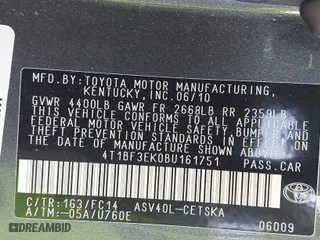 MFD.BY:TOYOTA MOTOR MANUFACTURING,
KENTUCKY,INC.06/10
GVWR 4400LB GAWR FR 2668LB RR 2359LB
THIS VEHICLE CONFORMS TO ALL APPLICABLE
FEDERAL MOTOR VEHICLE SAFETY, BUMPER, AND
THEFT PREVENTION STANDARDS IN EFFECT ON
THE DATE OF MANUFACTURE SHOWN ABOVE.
4T1BF3EK0BU161751 PASS.CAR
C/TR:1G3/FC14 ASV40L-CETSKA
A/TM:-05A/U760E
TOYOTA
06009